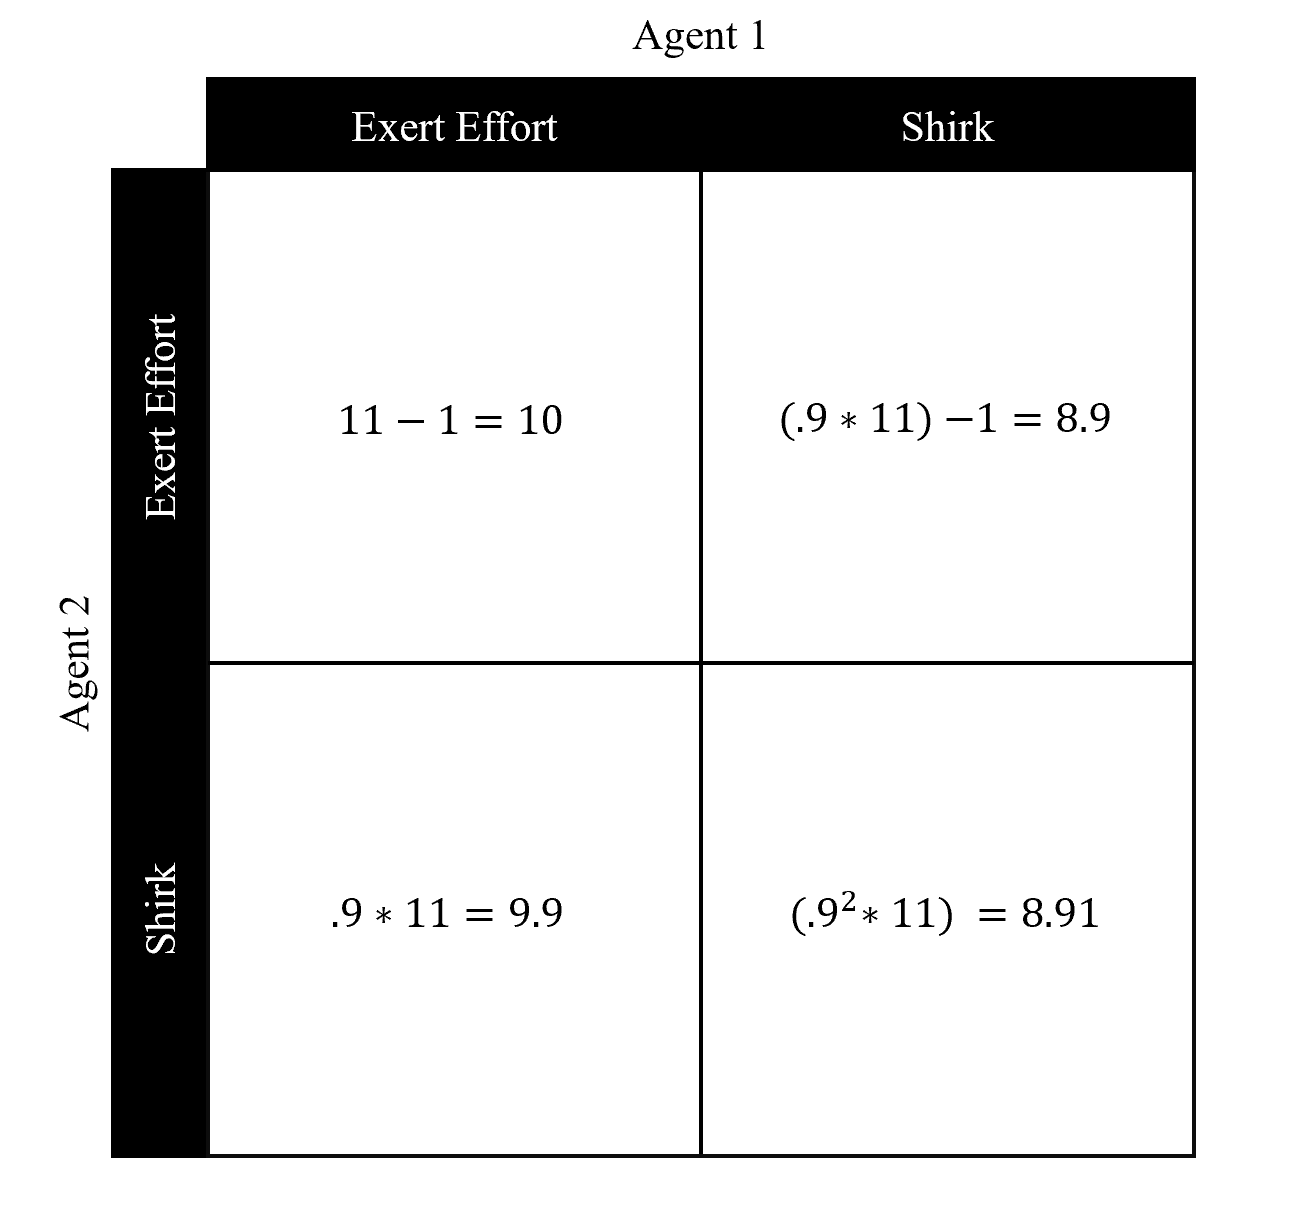 Agent 1
Exert Effort
Shirk
Agent 2
Exert Effort
11 − 1 = 10
(.9 ∗ 11) −1 = 8.9
Shirk
.9 ∗ 11 = 9.9
(.9²∗ 11) = 8.91